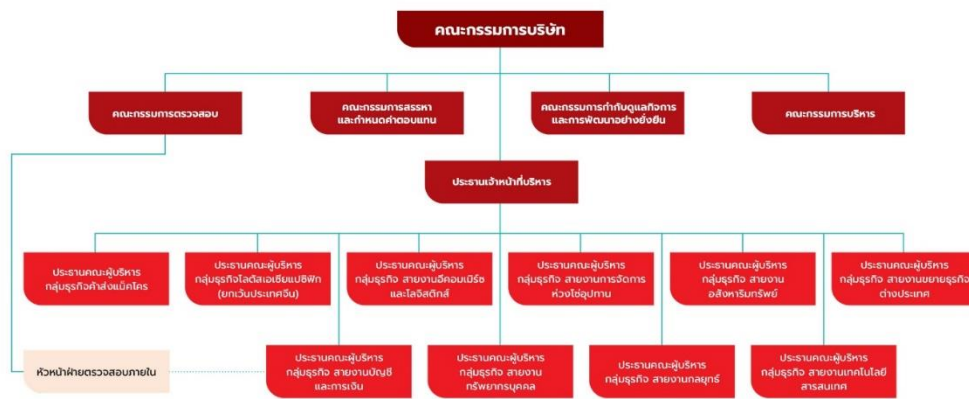 คณะกรรมการบริษัท
คณะกรรมการตรวจสอบ
คณะกรรมการสรรหา
และกำหนดค่าตอบแทน
คณะกรรมการกำกับดูแลกิจการ
และการพัฒนาอย่างยั่งยืน
คณะกรรมการบริหาร
ประธานเจ้าหน้าที่บริหาร
ประธานคณะผู้บริหาร
กลุ่มธุรกิจค้าส่งแม็คโคร
ประธานคณะผู้บริหาร
กลุ่มธุรกิจโลตัสเอเชียแปซิฟิก
(ยกเว้นประเทศจีน)
ประธานคณะผู้บริหาร
กลุ่มธุรกิจ สายงานอีคอมเมิร์ซ
และโลจิสติกส์
ประธานคณะผู้บริหาร
กลุ่มธุรกิจ สายงานการจัดการ
ห่วงโซ่อุปทาน
ประธานคณะผู้บริหาร
กลุ่มธุรกิจ สายงาน
อสังหาริมทรัพย์
ประธานคณะผู้บริหาร
กลุ่มธุรกิจ สายงานขยายธุรกิจ
ต่างประเทศ
หัวหน้าฝ่ายตรวจสอบภายใน
ประธานคณะผู้บริหาร
กลุ่มธุรกิจ สายงานบัญชี
และการเงิน
ประธานคณะผู้บริหาร
กลุ่มธุรกิจ สายงาน
ทรัพยากรบุคคล
ประธานคณะผู้บริหาร
กลุ่มธุรกิจ สายงานกลยุทธ์
ประธานคณะผู้บริหาร
กลุ่มธุรกิจ สายงานเทคโนโลยี
สารสนเทศ